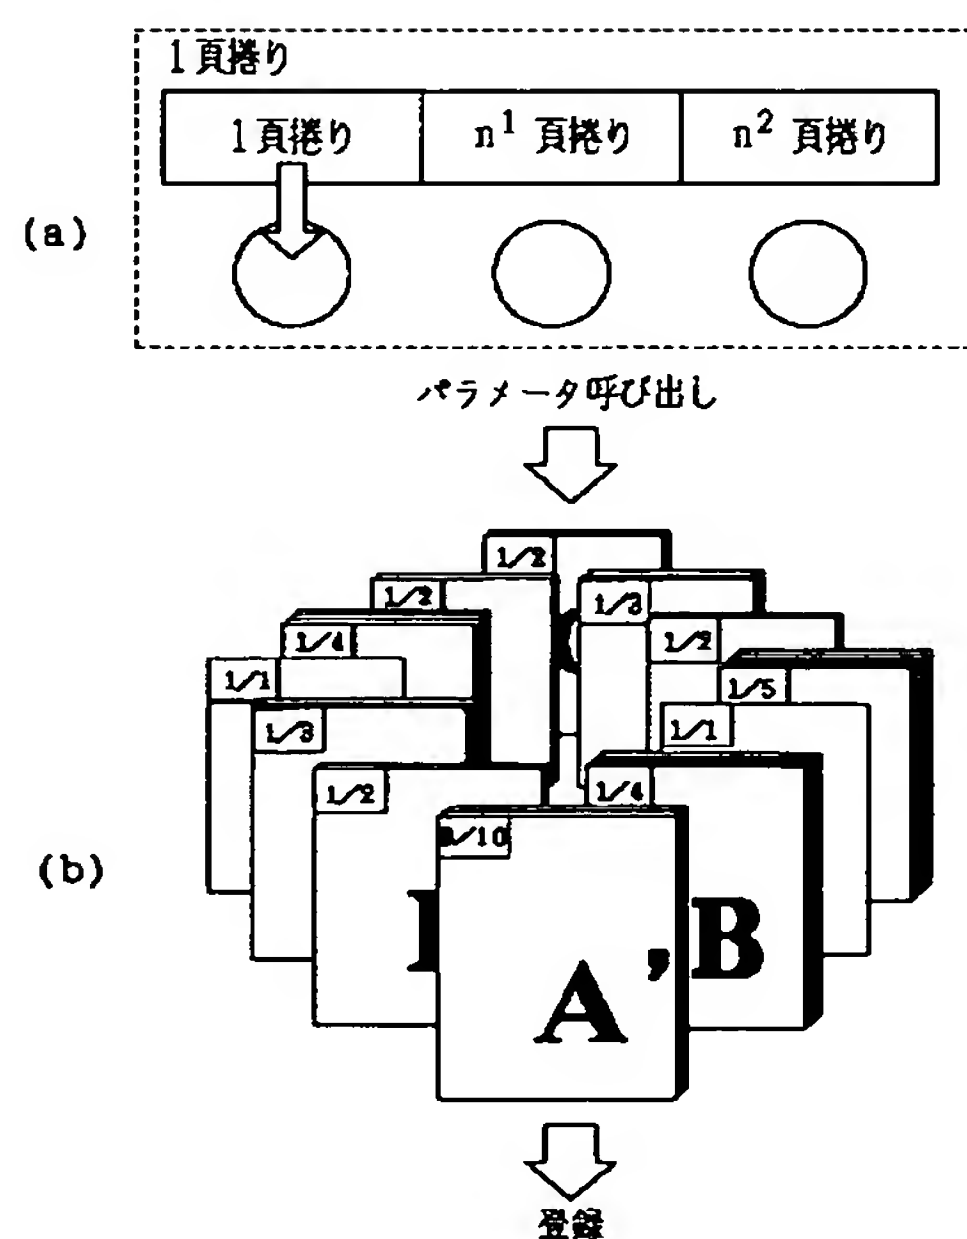 1頁捲り
1頁捲り n¹ 頁捲り n² 頁捲り
(a)
パラメータ呼び出し
1/2
1/2 1/3
1/4 1/2
1/1 1/5
1/3 1/1
1/2 1/4
/10
(b)
B
A’
登録